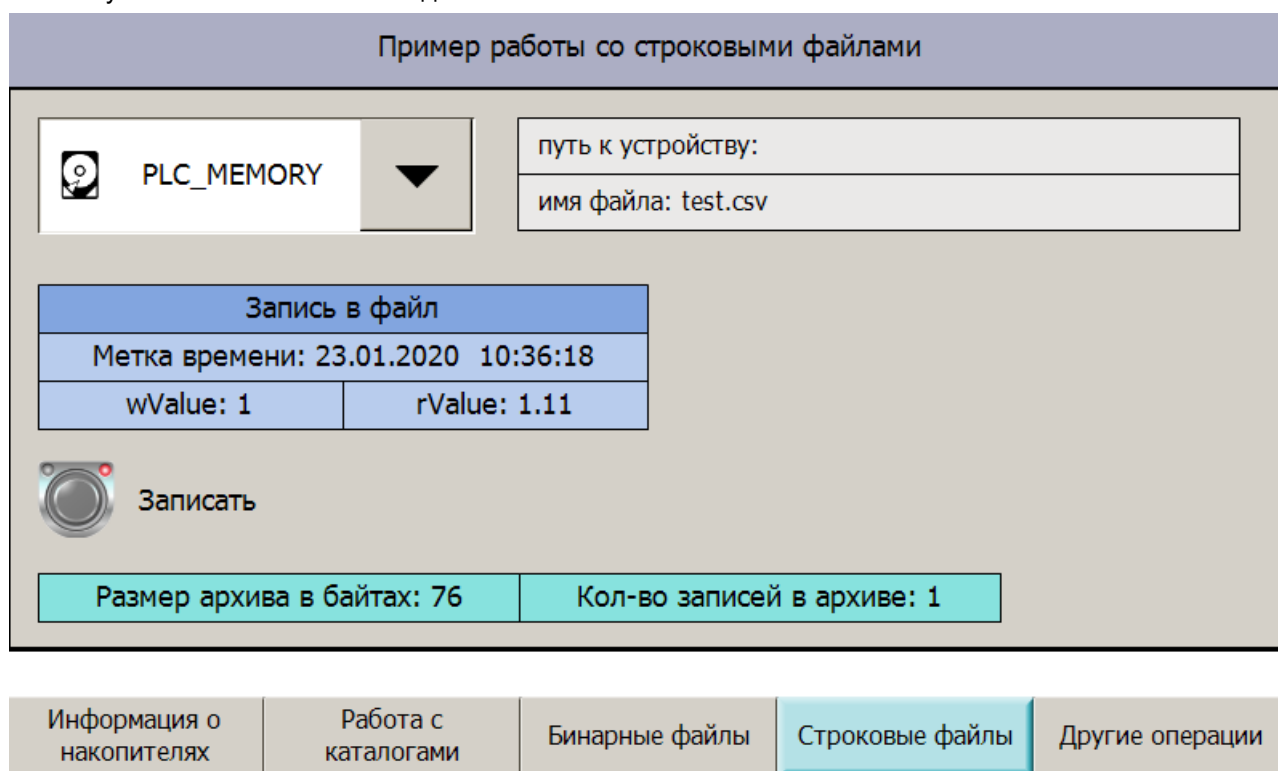 Пример работы со строковыми файлами
PLC_MEMORY
путь к устройству:
имя файла: test.csv
Запись в файл
Метка времени: 23.01.2020 10:36:18
wValue: 1
rValue: 1.11
Записать
Размер архива в байтах: 76
Кол-во записей в архиве: 1
Информация о
накопителях
Работа с
каталогами
Бинарные файлы
Строковые файлы
Другие операции